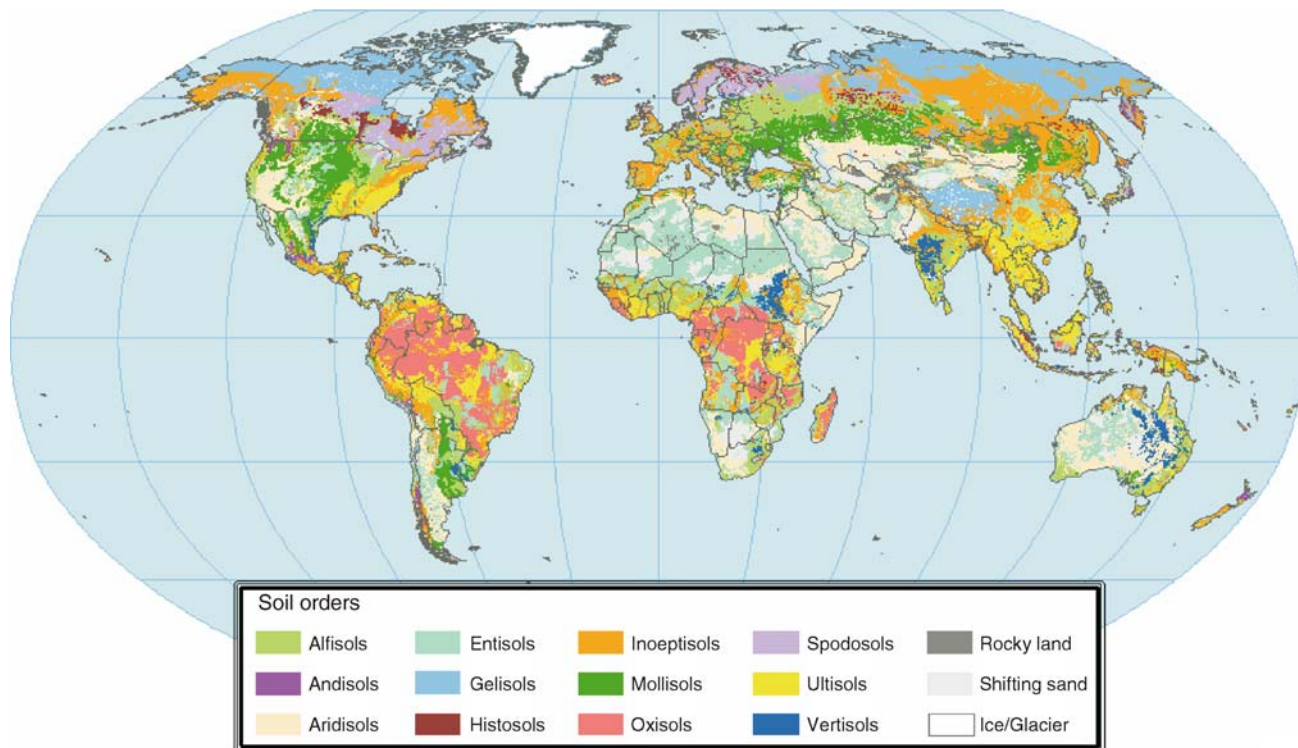 Soil orders
Alfisols Entisols Inoeptisols Spodosols Rocky land
Andisols Gelisols Mollisols Ultisols Shifting sand
Aridisols Histosols Oxisols Vertisols Ice/Glacier